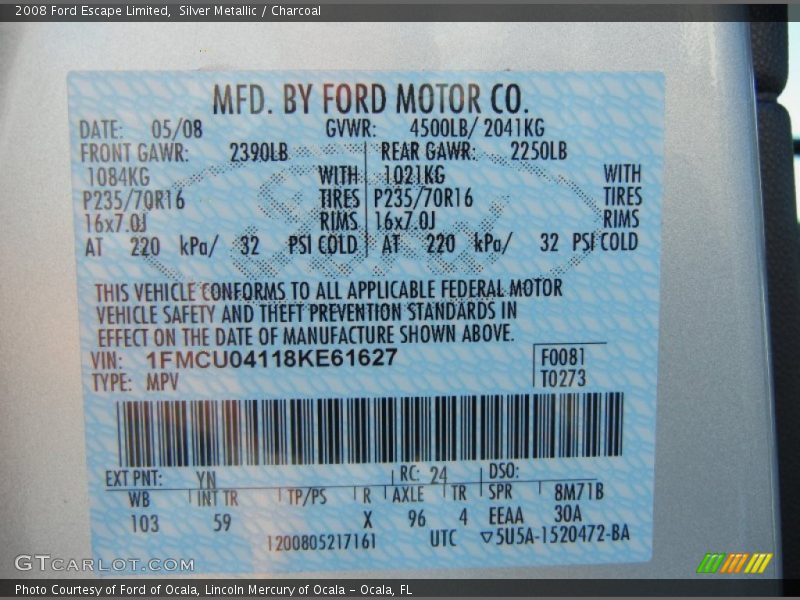 2008 Ford Escape Limited, Silver Metallic / Charcoal
MFD. BY FORD MOTOR CO.
DATE: 05/08 GVWR: 4500LB/ 2041KG
FRONT GAWR: 2390LB REAR GAWR: 2250LB
1084KG WITH 1021KG WITH
P235/70R16 TIRES P235/70R16 TIRES
16x7.0J RIMS 16x7.0J RIMS
AT 220 kPa/ 32 PSI COLD AT 220 kPa/ 32 PSI COLD
THIS VEHICLE CONFORMS TO ALL APPLICABLE FEDERAL MOTOR
VEHICLE SAFETY AND THEFT PREVENTION STANDARDS IN
EFFECT ON THE DATE OF MANUFACTURE SHOWN ABOVE.
VIN: 1FMCU04118KE61627 F0081
TYPE: MPV T0273
EXT PNT: YN RC: 24 DSO:
WB INT TR TP/PS R AXLE TR SPR 8M71B
103 59 X 96 4 EEAA 30A
1200805217161 UTC ▽5U5A-1520472-BA
GTCARLOT.COM
Photo Courtesy of Ford of Ocala, Lincoln Mercury of Ocala - Ocala, FL